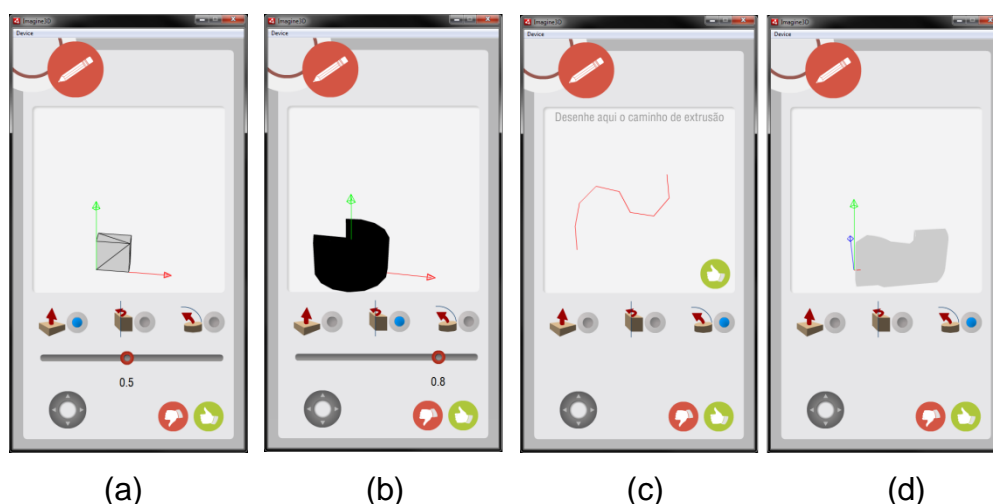 Imagine3D
Device
0.5
Imagine3D
Device
0.8
Imagine3D
Device
Desenhe aqui o caminho de extrusão
Imagine3D
Device
(a)
(b)
(c)
(d)